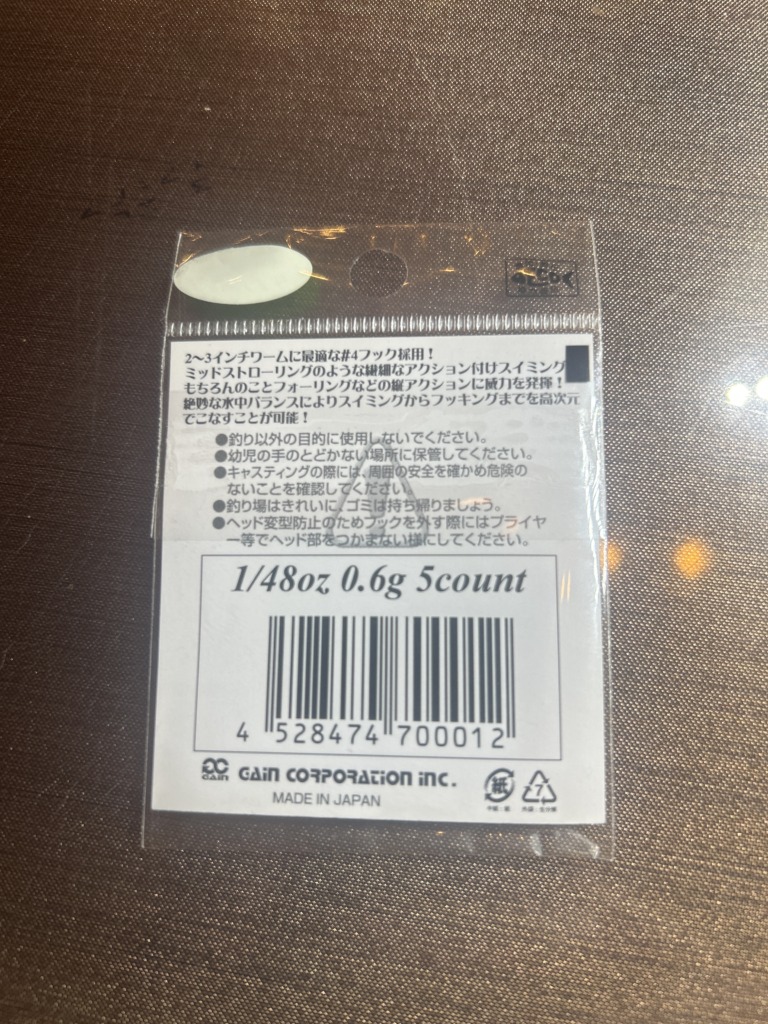 2〜3インチワームに最適な#4フック採用！
ミッドストローリングのような繊細なアクション付けスイミング
もちろんのことフォーリングなどの縦アクションに威力を発揮！
絶妙な水中バランスによりスイミングからフッキングまでを高次元
でこなすことが可能！
●釣り以外の目的に使用しないでください。
●幼児の手のとどかない場所に保管してください。
●キャスティングの際には、周囲の安全を確かめ危険の
ないことを確認してください。
●釣り場はきれいに、ゴミは持ち帰りましょう。
●ヘッド変型防止のためフックを外す際にはプライヤ
ー等でヘッド部をつかまない様にしてください。
1/48oz 0.6g 5count
4 528474 700012
GAIN GAIN CORPORATION INC.
MADE IN JAPAN
紙 7